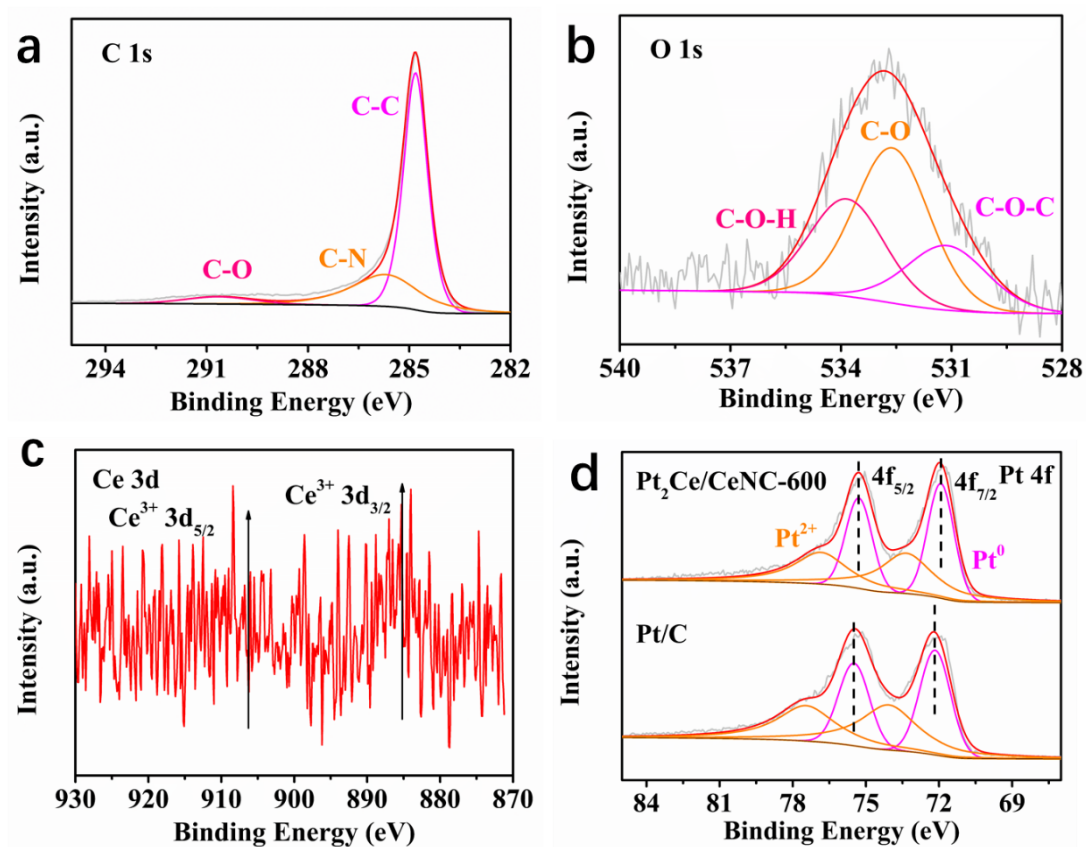 a
C 1s
C-C
C-N
C-O
Intensity (a.u.)
294 291 288 285 282
Binding Energy (eV)
b
O 1s
C-O
C-O-H
C-O-C
Intensity (a.u.)
540 537 534 531 528
Binding Energy (eV)
c
Ce 3d
Ce³⁺ 3d₅/₂
Ce³⁺ 3d₃/₂
Intensity (a.u.)
930 920 910 900 890 880 870
Binding Energy (eV)
d
Pt₂Ce/CeNC-600
4f₅/₂
4f₇/₂
Pt 4f
Pt²⁺
Pt⁰
Pt/C
Intensity (a.u.)
84 81 78 75 72 69
Binding Energy (eV)